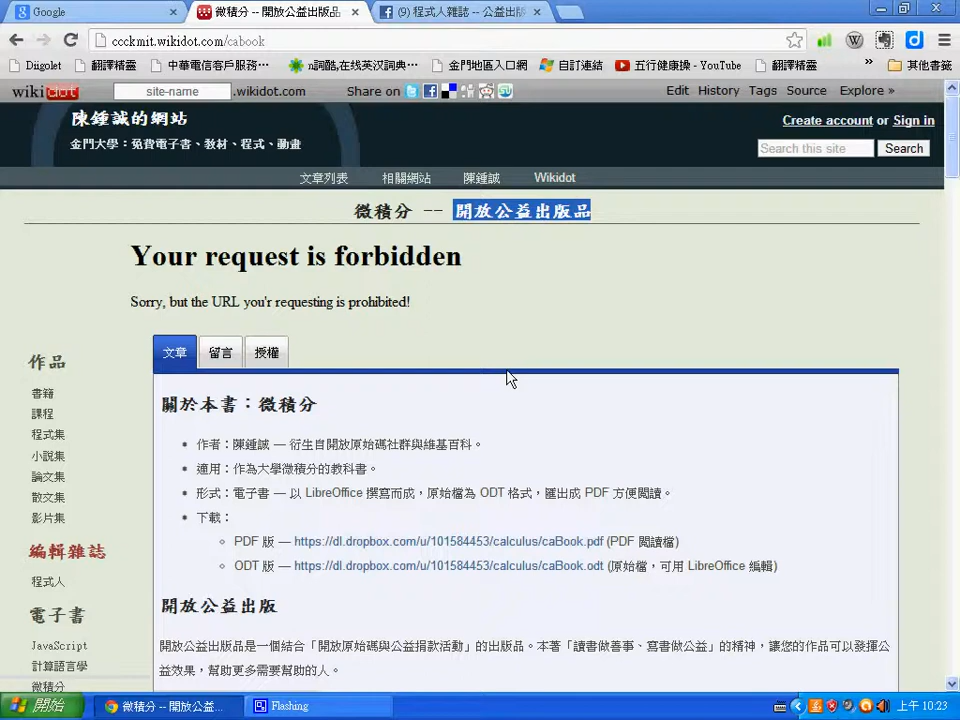 Google
微積分 -- 開放公益出版品
(9) 程式人雜誌 -- 公益出版
ccckmit.wikidot.com/cabook
Diigolet
翻譯精靈
中華電信客戶服務…
n詞酷,在线英汉词典…
金門地區入口網
自訂連結
五行健康操 - YouTube
翻譯精靈
»
其他書籤
wikidot
site-name
.wikidot.com
Share on
Edit
History
Tags
Source
Explore »
陳鍾誠的網站
金門大學：免費電子書、教材、程式、動畫
Create account or Sign in
Search this site
Search
文章列表
相關網站
陳鍾誠
Wikidot
微積分 -- 開放公益出版品
Your request is forbidden
Sorry, but the URL you'r requesting is prohibited!
作品
書籍
課程
程式集
小說集
論文集
散文集
影片集
編輯雜誌
程式人
電子書
JavaScript
計算語言學
微積分
文章
留言
授權
關於本書：微積分
作者：陳鍾誠 — 衍生自開放原始碼社群與維基百科。
適用：作為大學微積分的教科書。
形式：電子書 — 以 LibreOffice 撰寫而成，原始檔為 ODT 格式，匯出成 PDF 方便閱讀。
下載：
PDF 版 — https://dl.dropbox.com/u/101584453/calculus/caBook.pdf (PDF 閱讀檔)
ODT 版 — https://dl.dropbox.com/u/101584453/calculus/caBook.odt (原始檔，可用 LibreOffice 編輯)
開放公益出版
開放公益出版品是一個結合「開放原始碼與公益捐款活動」的出版品。本著「讀書做善事、寫書做公益」的精神，讓您的作品可以發揮公
益效果，幫助更多需要幫助的人。
開始
微積分 -- 開放公益...
Flashing
上午 10:23